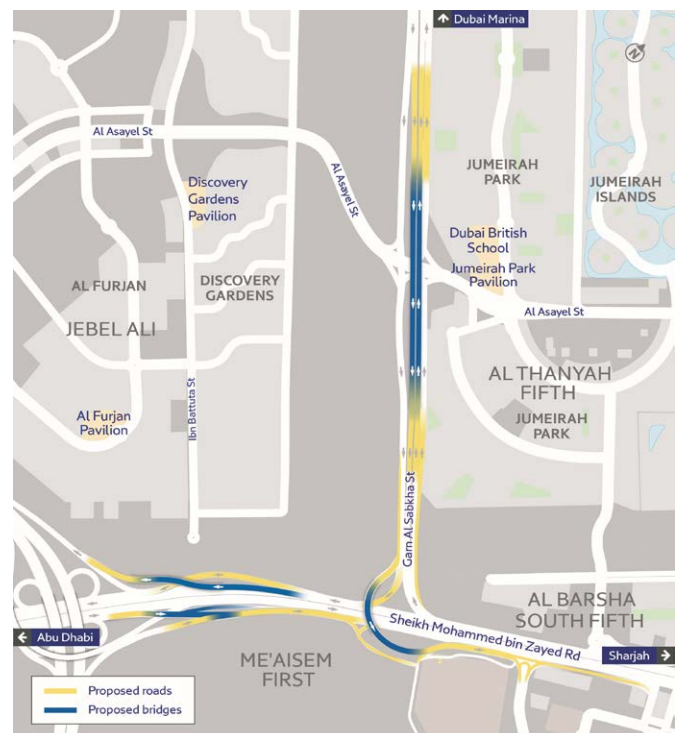 Dubai Marina
Al Asayel St
Al Asayel St
JUMEIRAH
PARK
JUMEIRAH
ISLANDS
Discovery
Gardens
Pavilion
Dubai British
School
Jumeirah Park
Pavilion
AL FURJAN
DISCOVERY
GARDENS
JEBEL ALI
Al Asayel St
AL THANYAH
FIFTH
JUMEIRAH
PARK
Al Furjan
Pavilion
Ibn Battuta St
Garn Al Sabkha St
AL BARSHA
SOUTH FIFTH
Abu Dhabi
Sheikh Mohammed bin Zayed Rd
Sharjah
ME'AISEM
FIRST
Proposed roads
Proposed bridges